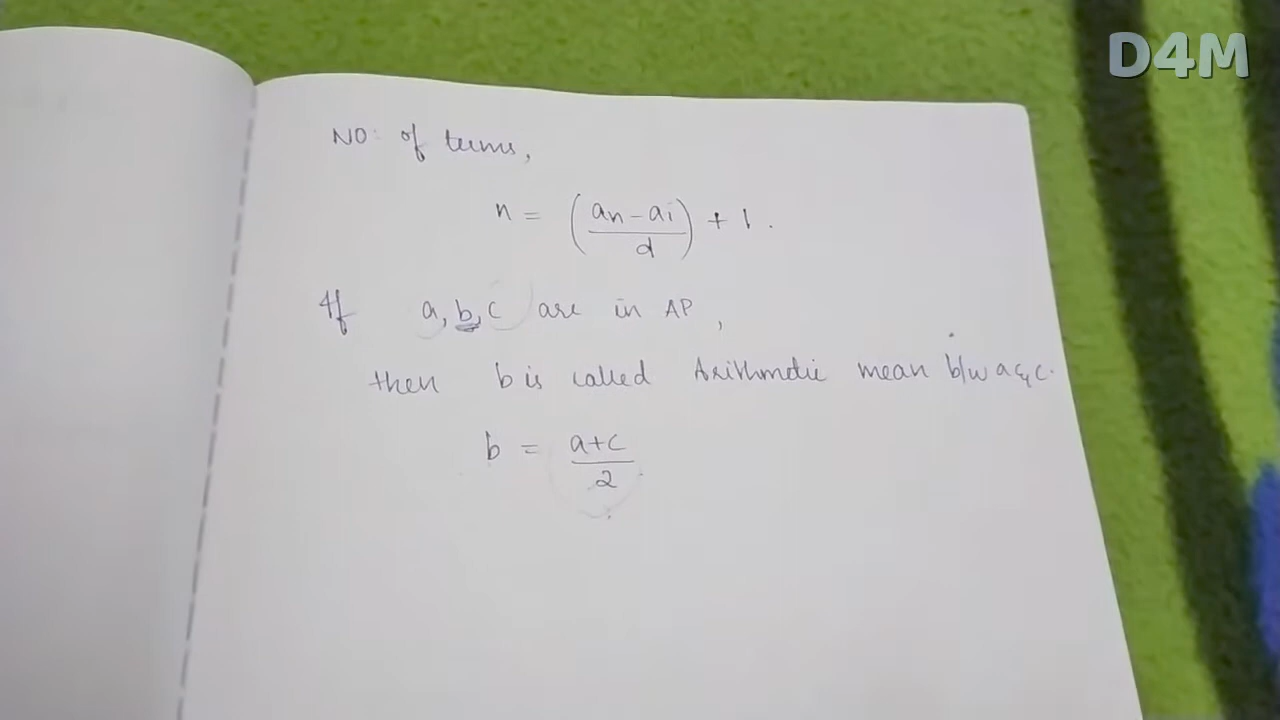 D4M
NO: of terms,
n = (an - a1 / d) + 1.
If a, b, c are in AP,
then b is called Arithmetic mean b/w a & c.
b = a+c / 2